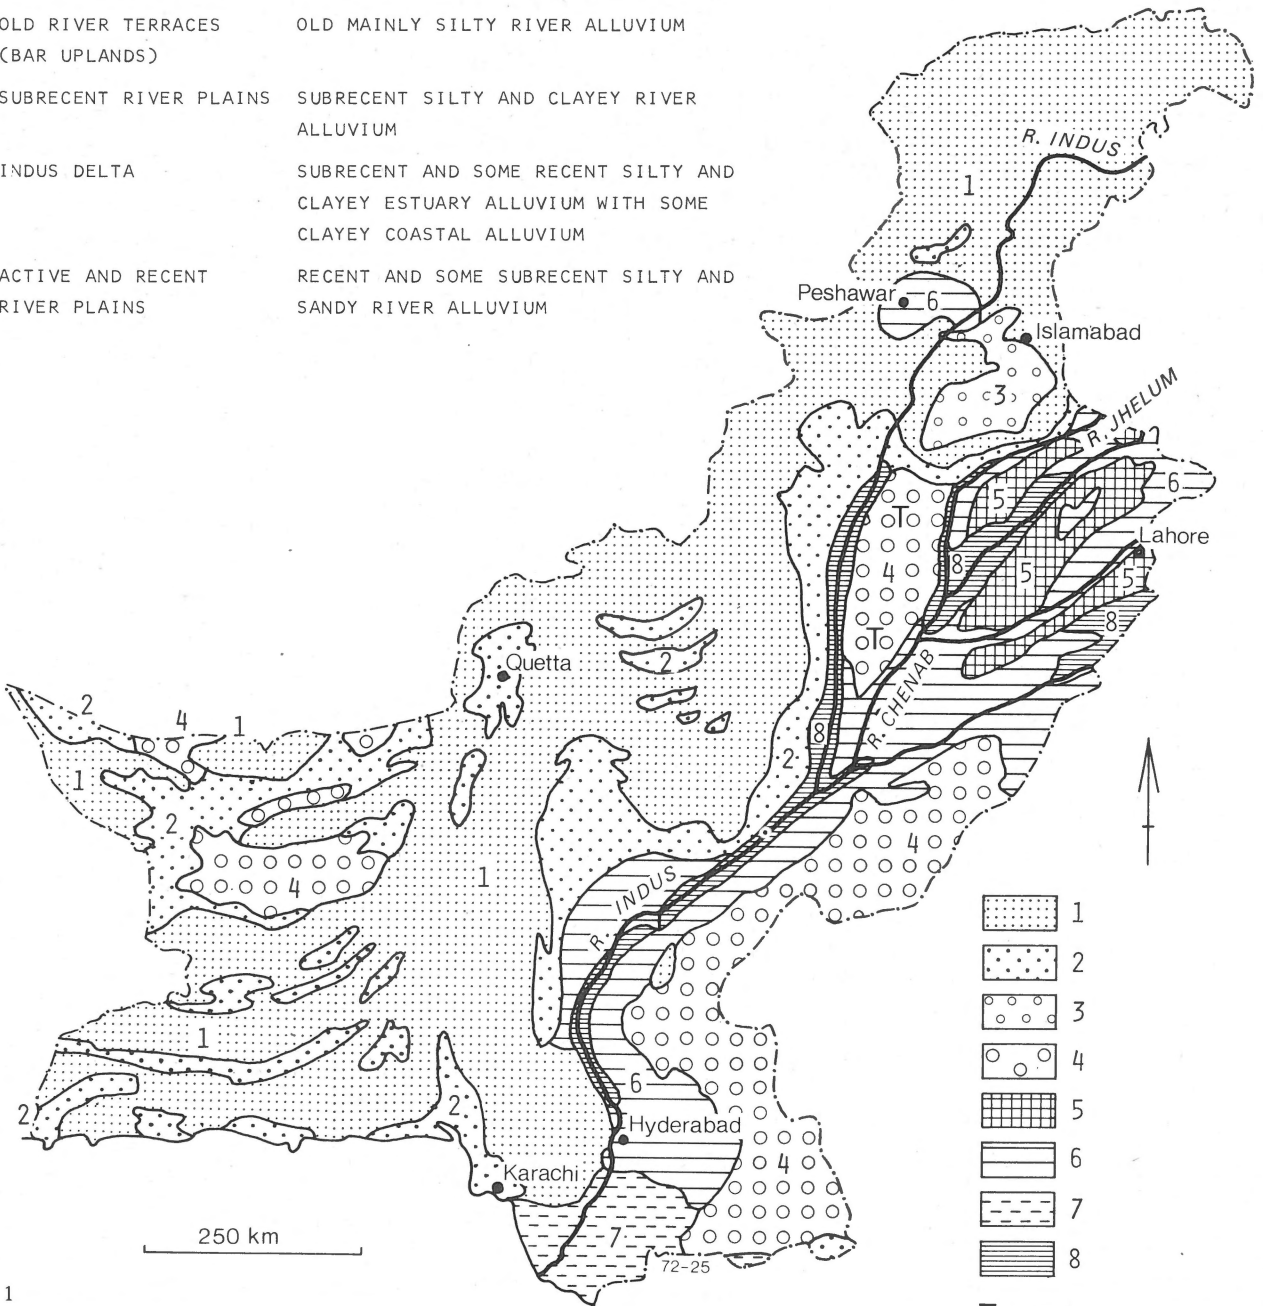 OLD RIVER TERRACES OLD MAINLY SILTY RIVER ALLUVIUM
(BAR UPLANDS)
SUBRECENT RIVER PLAINS SUBRECENT SILTY AND CLAYEY RIVER
ALLUVIUM
INDUS DELTA SUBRECENT AND SOME RECENT SILTY AND
CLAYEY ESTUARY ALLUVIUM WITH SOME
CLAYEY COASTAL ALLUVIUM
ACTIVE AND RECENT RECENT AND SOME SUBRECENT SILTY AND
RIVER PLAINS SANDY RIVER ALLUVIUM
R. INDUS
1
Peshawar 6
Islamabad
3
R. JHELUM
5
6
T
Lahore
4
8
5
5
8
T
2
Quetta
R. CHENAB
2
4
1
8
2
1
2
4
4
1
R. INDUS
1
6
2
2
Hyderabad
4
Karachi
7
72-25
250 km
1
2
3
4
5
6
7
8
1